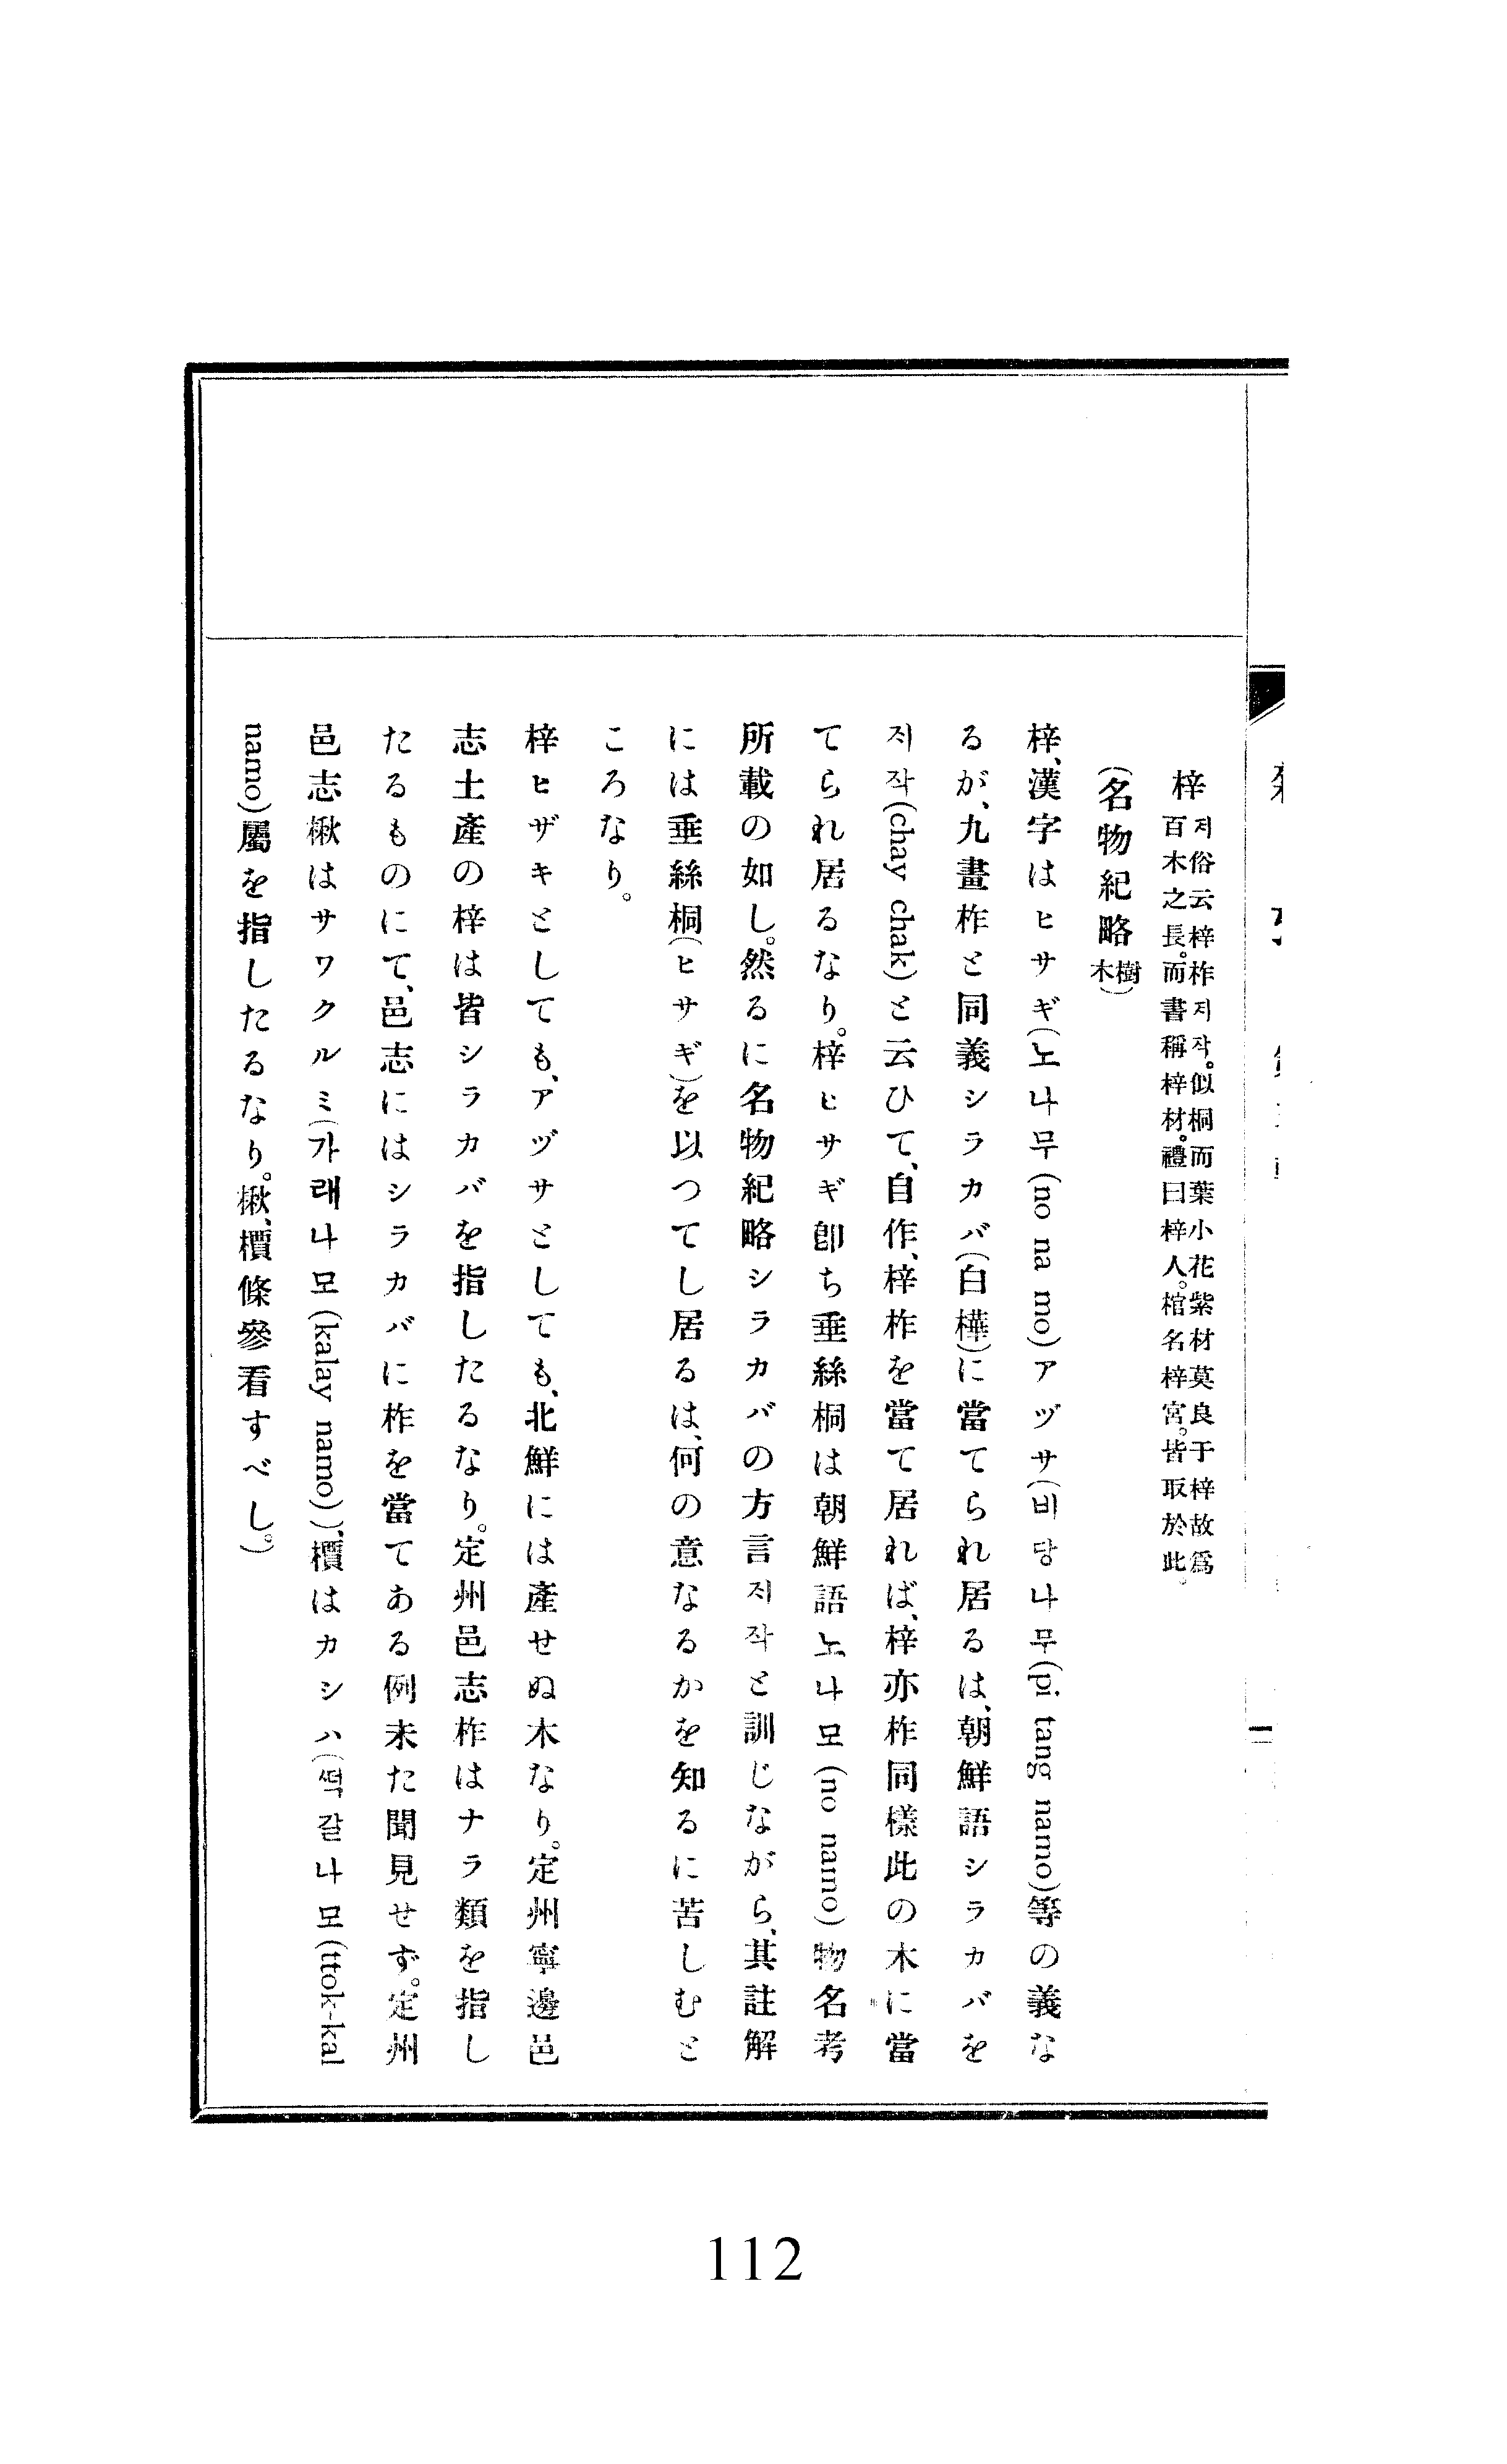 梓 저俗云梓柞저작。似桐而葉小花紫材莫良于梓故爲
百木之長。而書稱梓材。禮曰梓人。棺名梓宮。皆取於此。
(名物紀略 樹木)
梓、漢字はヒサギ(노나무(no na mo)アヅサ(비당나무(pi tang namo)等の義な
るが、九畫柞と同義シラカバ(白樺)に當てられ居るは、朝鮮語シラカバを
저작(chay chak)と云ひて、自作、梓柞を當て居れば、梓亦柞同樣此の木に當
てられ居るなり。梓ヒサギ卽ち垂絲桐は朝鮮語노나모(no namo)物名考
所載の如し。然るに名物紀略シラカバの方言저작と訓じながら、其註解
には垂絲桐(ヒサギ)を以つてし居るは、何の意なるかを知るに苦しむと
ころなり。
梓ヒザキとしても、アヅサとしても、北鮮には產せぬ木なり。定州寧邊邑
志土產の梓は皆シラカバを指したるなり。定州邑志柞はナラ類を指し
たるものにて、邑志にはシラカバに柞を當てある例未た聞見せず。定州
邑志楸はサワクルミ(가래나모(kalay namo))、檟はカシハ(떡갈나모(ttok-kal
namo)屬を指したるなり。楸、檟條參看すべし。)
112